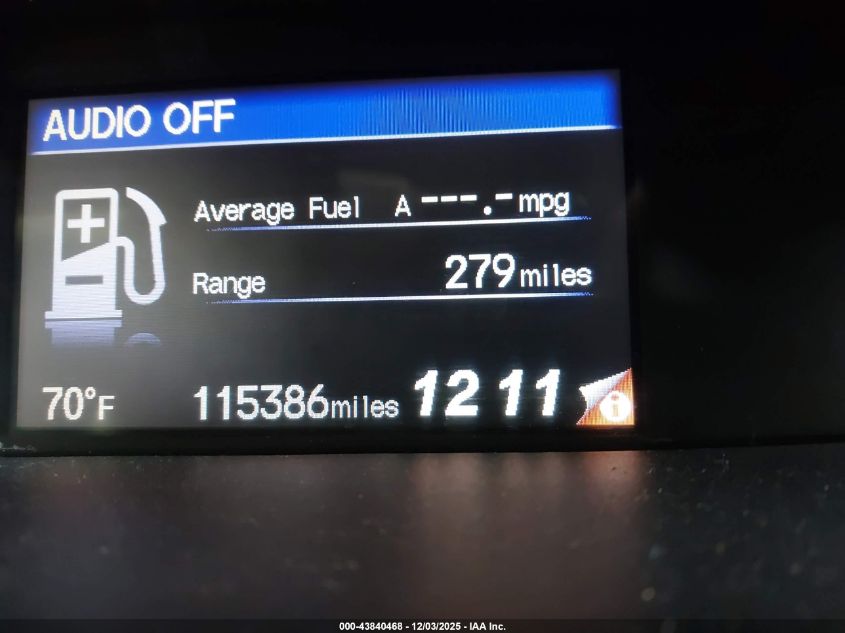 AUDIO OFF
Average Fuel A ---.- mpg
Range 279 miles
70°F 115386 miles 12 11 i
000-43840468 - 12/03/2025 - IAA Inc.